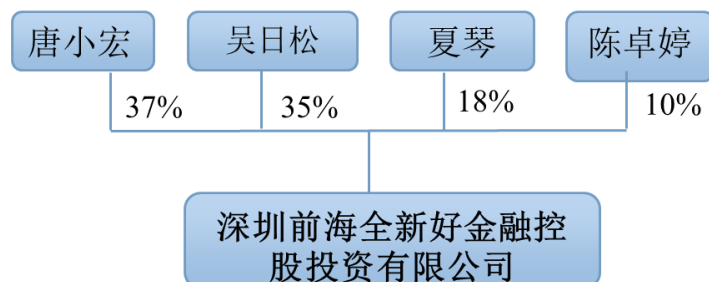 唐小宏
吴日松
夏琴
陈卓婷
37%
35%
18%
10%
深圳前海全新好金融控
股投资有限公司